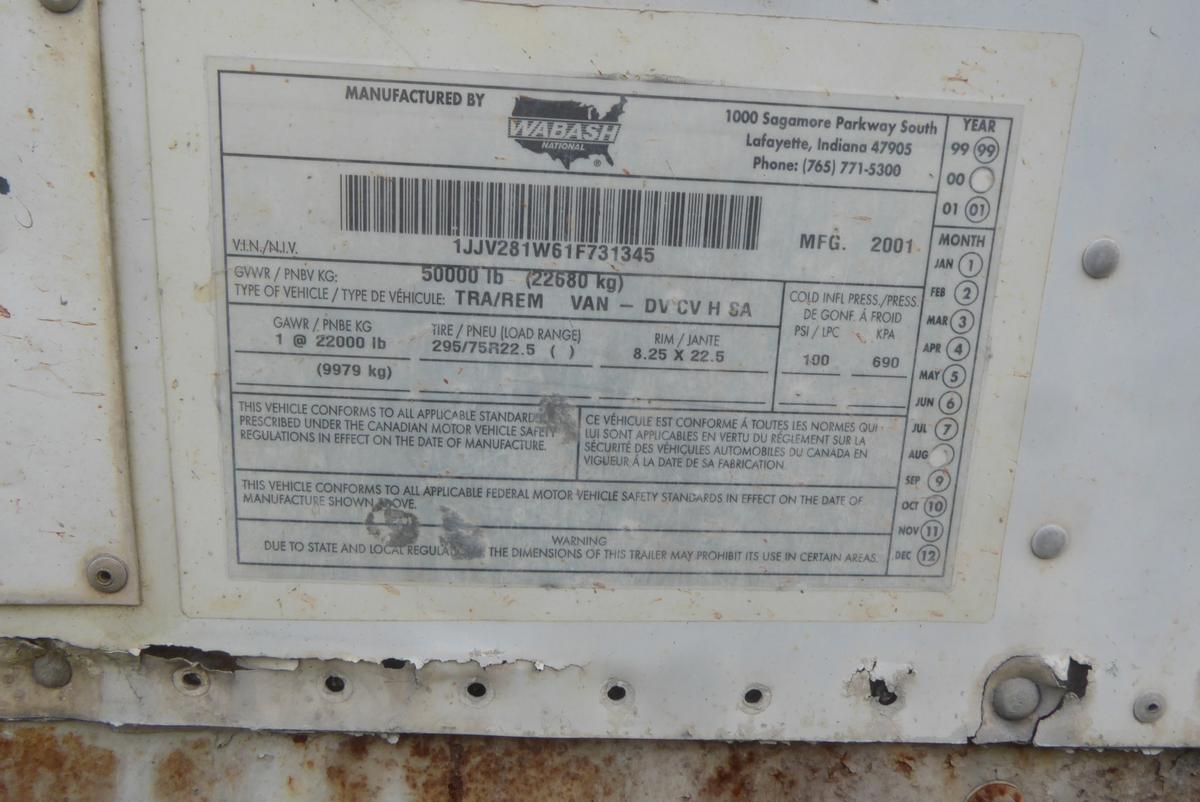 MANUFACTURED BY
WABASH
NATIONAL
®
1000 Sagamore Parkway South
Lafayette, Indiana 47905
Phone: (765) 771-5300
YEAR
99 99
00
01 01
V.I.N./N.I.V.
1JJV281W61F731345
MFG. 2001
GVWR / PNBV KG: 50000 lb (22680 kg)
TYPE OF VEHICLE / TYPE DE VÉHICULE: TRA/REM VAN - DV CV H SA
GAWR / PNBE KG
1 @ 22000 lb
(9979 kg)
TIRE / PNEU (LOAD RANGE)
295/75R22.5 ( )
RIM / JANTE
8.25 X 22.5
COLD INFL PRESS./PRESS.
DE GONF. Á FROID
PSI / LPC KPA
100 690
MONTH
JAN 1
FEB 2
MAR 3
APR 4
MAY 5
JUN 6
JUL 7
AUG
SEP 9
OCT 10
NOV 11
DEC 12
THIS VEHICLE CONFORMS TO ALL APPLICABLE STANDARDS
PRESCRIBED UNDER THE CANADIAN MOTOR VEHICLE SAFETY
REGULATIONS IN EFFECT ON THE DATE OF MANUFACTURE.
CE VÉHICULE EST CONFORME Á TOUTES LES NORMES QUI
LUI SONT APPLICABLES EN VERTU DU RÉGLEMENT SUR LA
SÉCURITÉ DES VÉHICULES AUTOMOBILES DU CANADA EN
VIGUEUR Á LA DATE DE SA FABRICATION
THIS VEHICLE CONFORMS TO ALL APPLICABLE FEDERAL MOTOR VEHICLE SAFETY STANDARDS IN EFFECT ON THE DATE OF
MANUFACTURE SHOWN ABOVE.
WARNING
DUE TO STATE AND LOCAL REGULATIONS THE DIMENSIONS OF THIS TRAILER MAY PROHIBIT ITS USE IN CERTAIN AREAS.